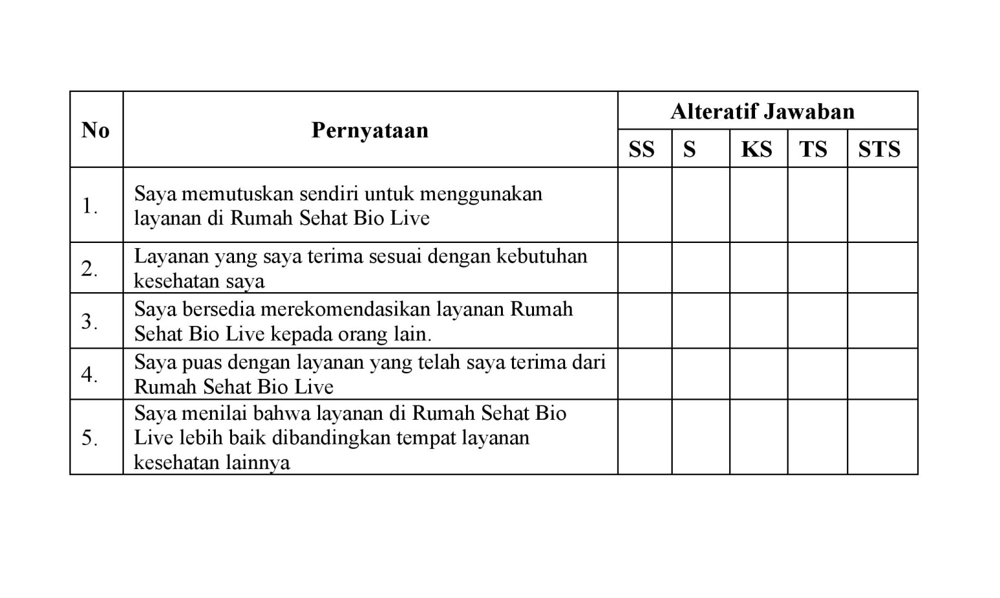 No
Pernyataan
Alteratif Jawaban
SS
S
KS
TS
STS
1.
Saya memutuskan sendiri untuk menggunakan
layanan di Rumah Sehat Bio Live
2.
Layanan yang saya terima sesuai dengan kebutuhan
kesehatan saya
3.
Saya bersedia merekomendasikan layanan Rumah
Sehat Bio Live kepada orang lain.
4.
Saya puas dengan layanan yang telah saya terima dari
Rumah Sehat Bio Live
5.
Saya menilai bahwa layanan di Rumah Sehat Bio
Live lebih baik dibandingkan tempat layanan
kesehatan lainnya